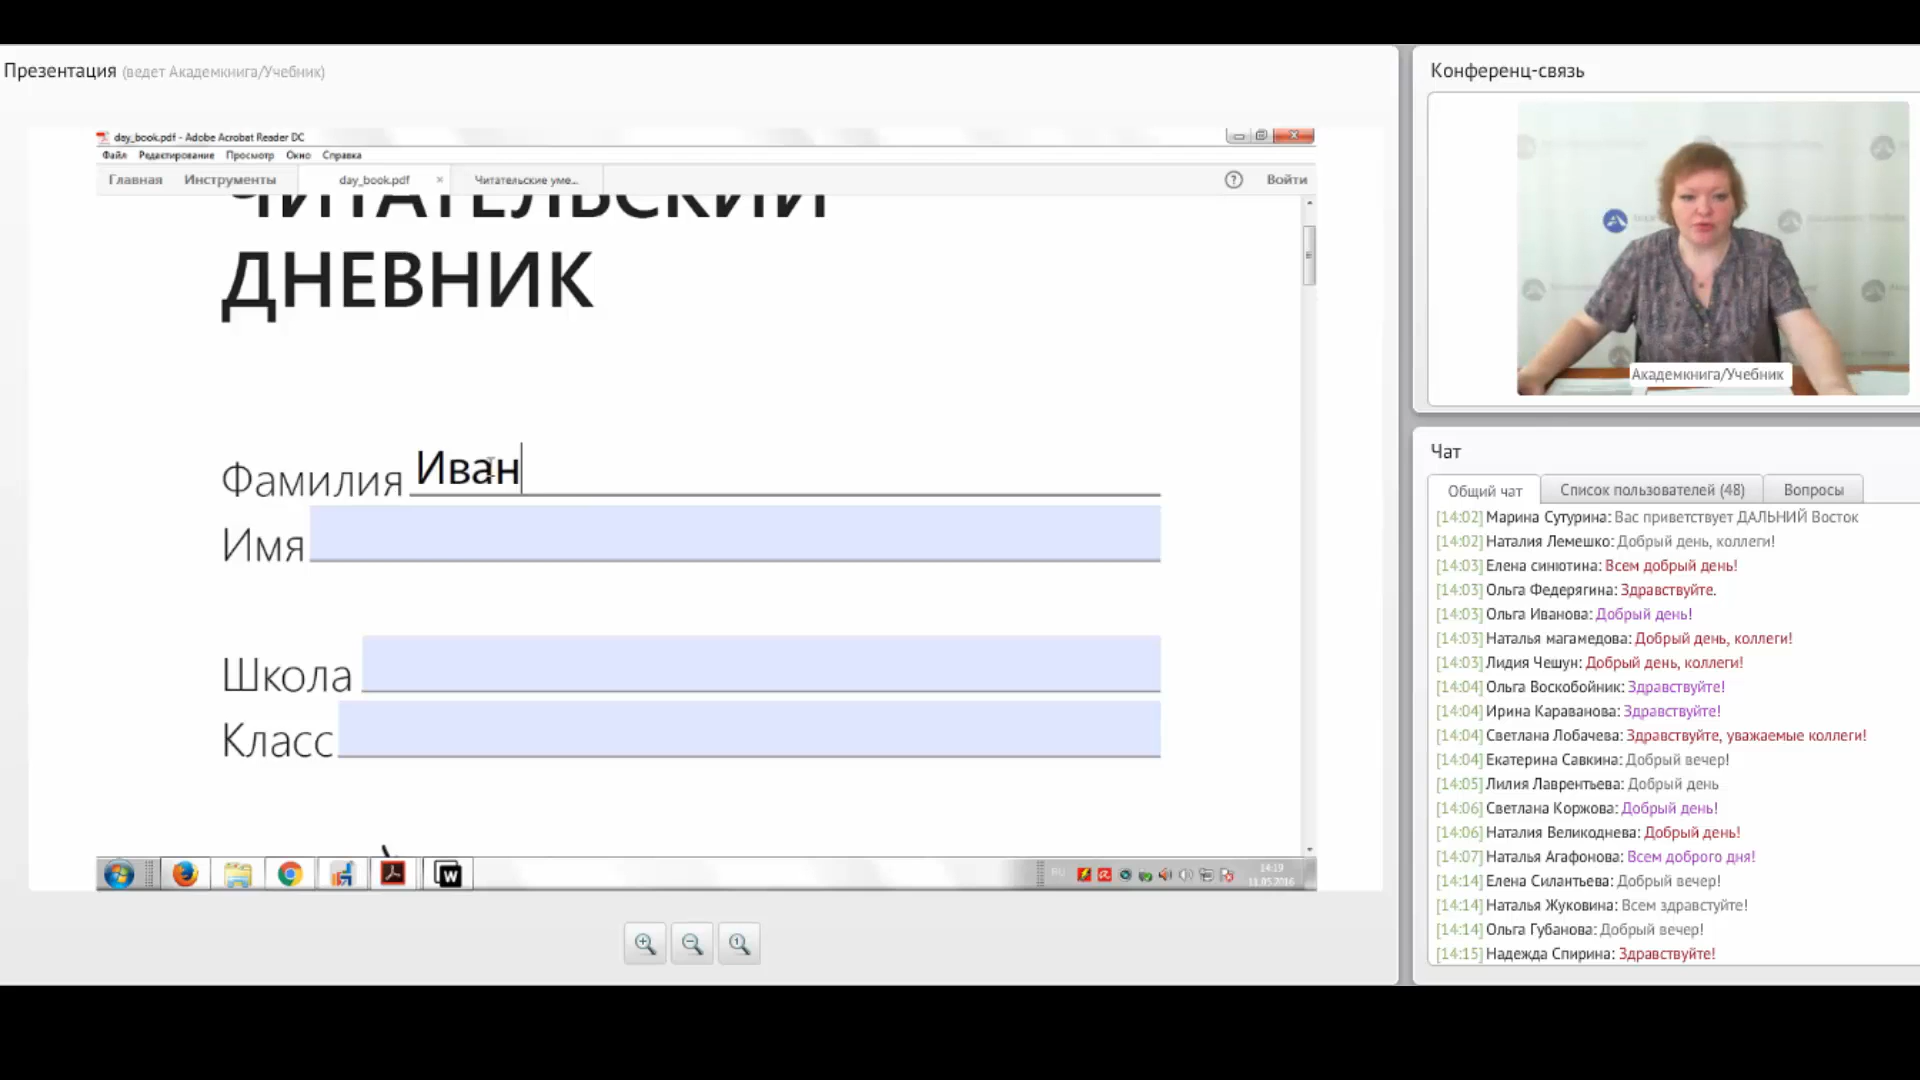 Презентация (ведет Академкнига/Учебник)
day_book.pdf - Adobe Acrobat Reader DC
Файл Редактирование Просмотр Окно Справка
Главная Инструменты day_book.pdf × Читательские уме... ? Войти
ЧИТАТЕЛЬСКИЙ
ДНЕВНИК
Фамилия Иван
Имя
Школа
Класс
RU 14:19
11.05.2016
Конференц-связь
Академкнига/Учебник
Чат
Общий чат Список пользователей (48) Вопросы
[14:02] Марина Сутурина: Вас приветствует ДАЛЬНИЙ Восток
[14:02] Наталия Лемешко: Добрый день, коллеги!
[14:03] Елена синютина: Всем добрый день!
[14:03] Ольга Федерягина: Здравствуйте.
[14:03] Ольга Иванова: Добрый день!
[14:03] Наталья магамедова: Добрый день, коллеги!
[14:03] Лидия Чешун: Добрый день, коллеги!
[14:04] Ольга Воскобойник: Здравствуйте!
[14:04] Ирина Караванова: Здравствуйте!
[14:04] Светлана Лобачева: Здравствуйте, уважаемые коллеги!
[14:04] Екатерина Савкина: Добрый вечер!
[14:05] Лилия Лаврентьева: Добрый день
[14:06] Светлана Коржова: Добрый день!
[14:06] Наталия Великоднева: Добрый день!
[14:07] Наталья Агафонова: Всем доброго дня!
[14:14] Елена Силантьева: Добрый вечер!
[14:14] Наталья Жуковина: Всем здравстуйте!
[14:14] Ольга Губанова: Добрый вечер!
[14:15] Надежда Спирина: Здравствуйте!